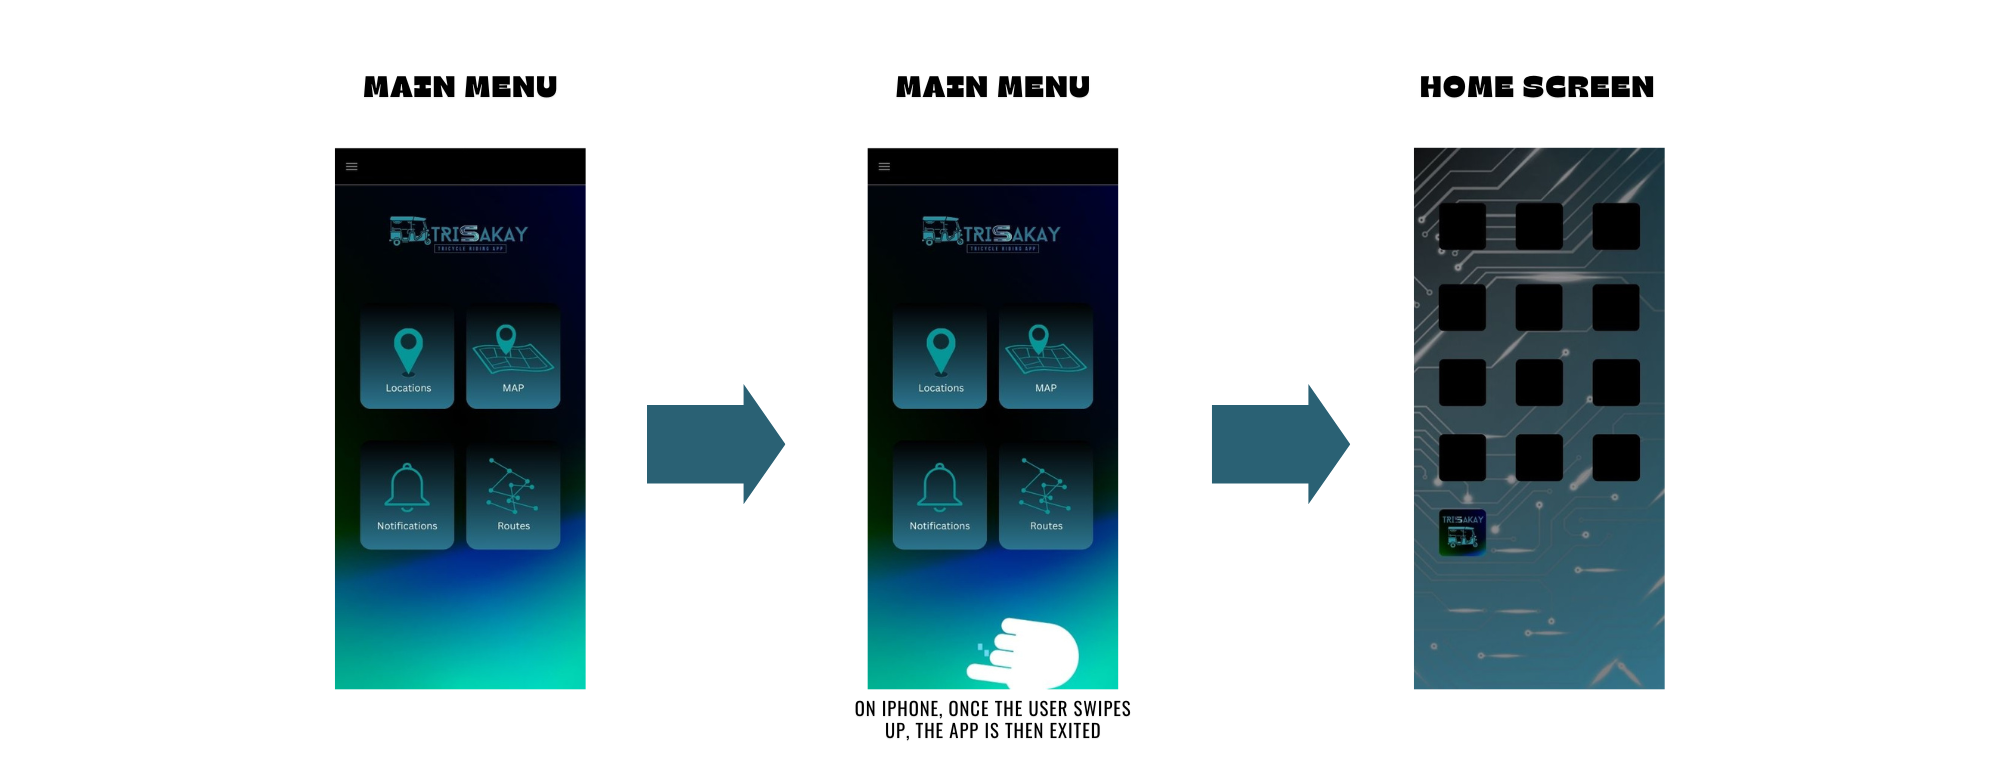 MAIN MENU
TRISAKAY
TRICYCLE RIDING APP
Locations
MAP
Notifications
Routes
MAIN MENU
TRISAKAY
TRICYCLE RIDING APP
Locations
MAP
Notifications
Routes
ON IPHONE, ONCE THE USER SWIPES
UP, THE APP IS THEN EXITED
HOME SCREEN
TRISAKAY